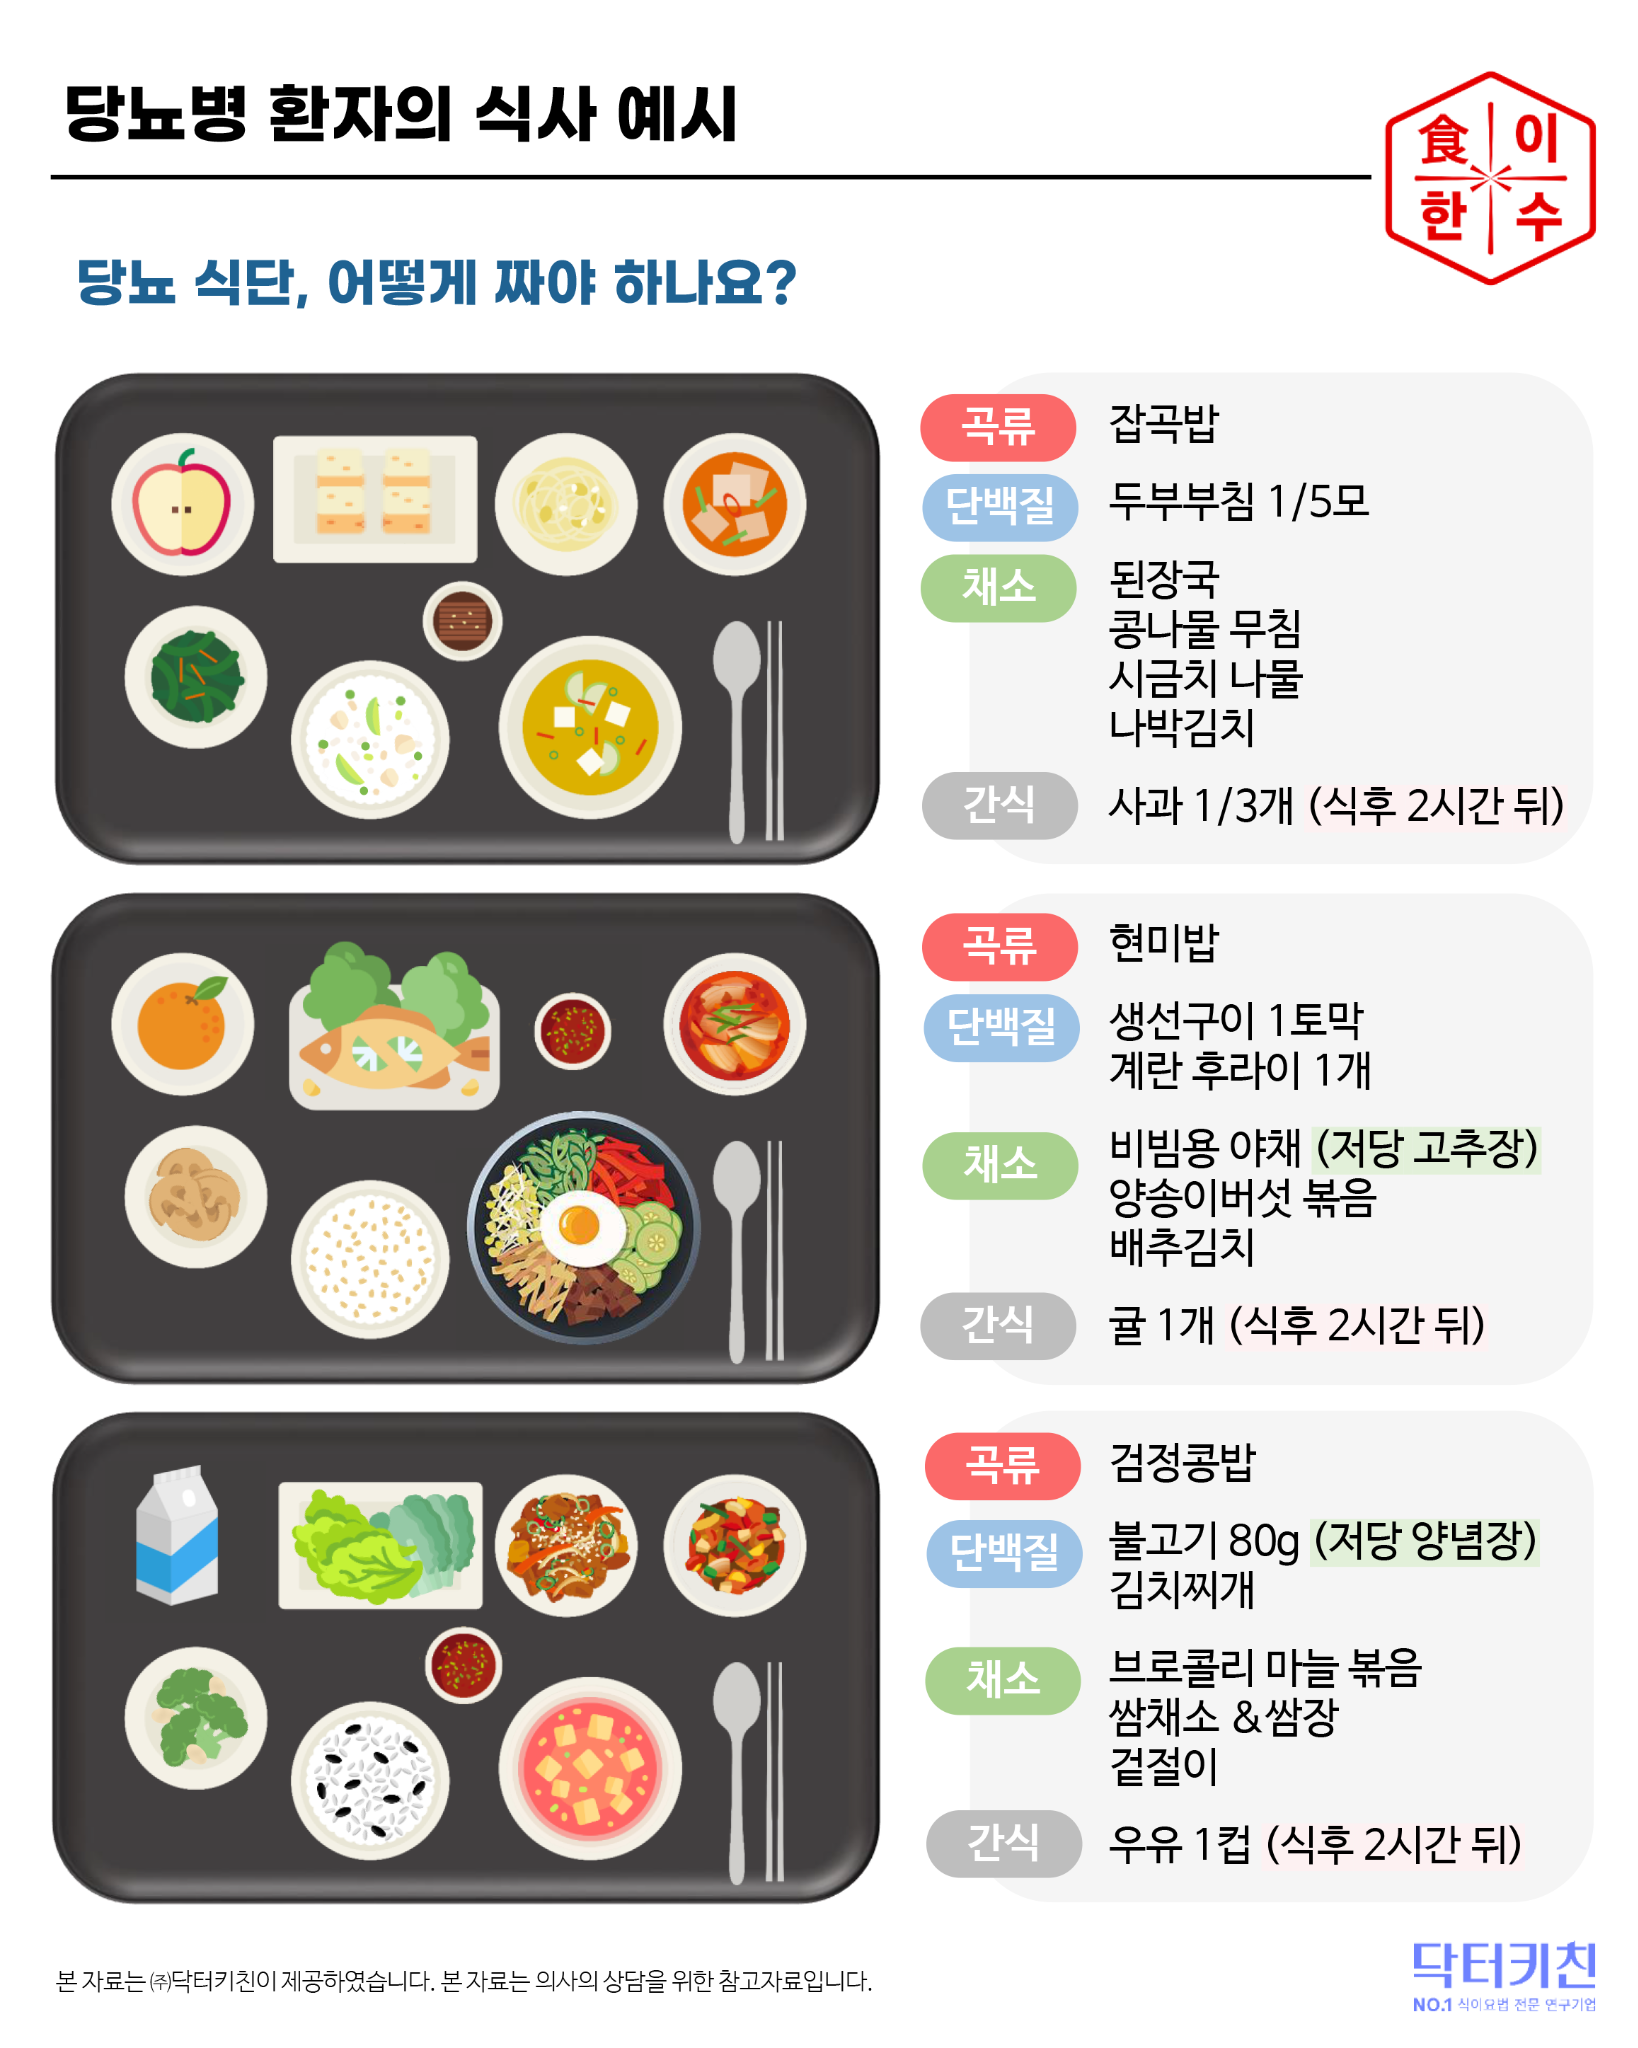 당뇨병 환자의 식사 예시
食 이
한 수
당뇨 식단, 어떻게 짜야 하나요?
곡류 잡곡밥
단백질 두부부침 1/5모
채소 된장국
콩나물 무침
시금치 나물
나박김치
간식 사과 1/3개 (식후 2시간 뒤)
곡류 현미밥
단백질 생선구이 1토막
계란 후라이 1개
채소 비빔용 야채 (저당 고추장)
양송이버섯 볶음
배추김치
간식 귤 1개 (식후 2시간 뒤)
곡류 검정콩밥
단백질 불고기 80g (저당 양념장)
김치찌개
채소 브로콜리 마늘 볶음
쌈채소 &쌈장
겉절이
간식 우유 1컵 (식후 2시간 뒤)
본 자료는 ㈜닥터키친이 제공하였습니다. 본 자료는 의사의 상담을 위한 참고자료입니다.
닥터키친
NO.1 식이요법 전문 연구기업